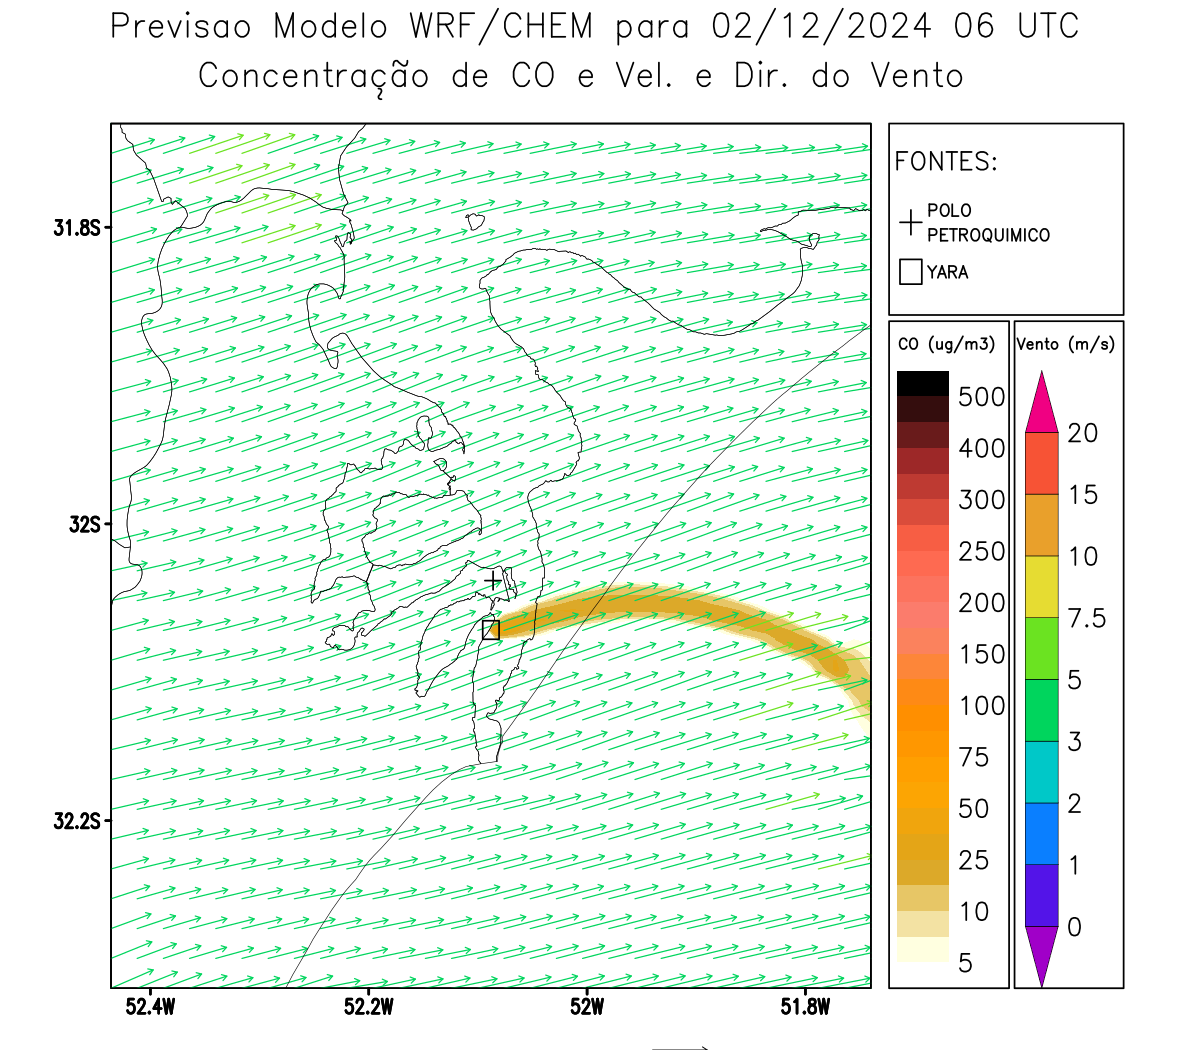 Previsao Modelo WRF/CHEM para 02/12/2024 06 UTC
Concentração de CO e Vel. e Dir. do Vento
FONTES:
POLO
PETROQUIMICO
YARA
CO (ug/m3)
500
400
300
250
200
150
100
75
50
25
10
5
Vento (m/s)
20
15
10
7.5
5
3
2
1
0
31.8S
32S
32.2S
52.4W
52.2W
52W
51.8W